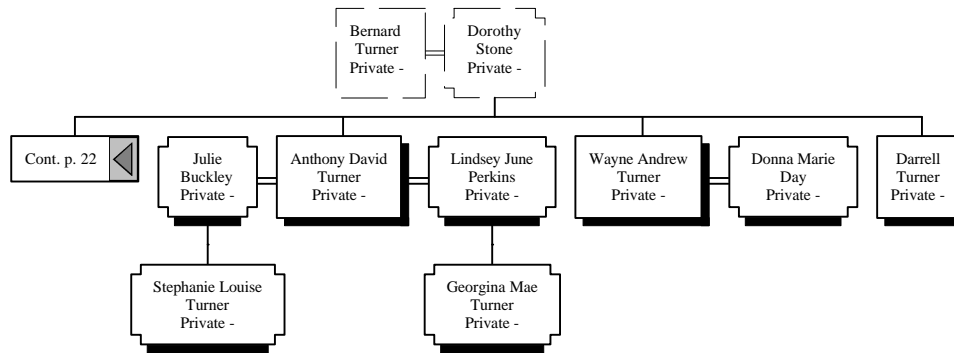 Bernard
Turner
Private -
Dorothy
Stone
Private -
Cont. p. 22
Julie
Buckley
Private -
Anthony David
Turner
Private -
Lindsey June
Perkins
Private -
Wayne Andrew
Turner
Private -
Donna Marie
Day
Private -
Darrell
Turner
Private -
Stephanie Louise
Turner
Private -
Georgina Mae
Turner
Private -